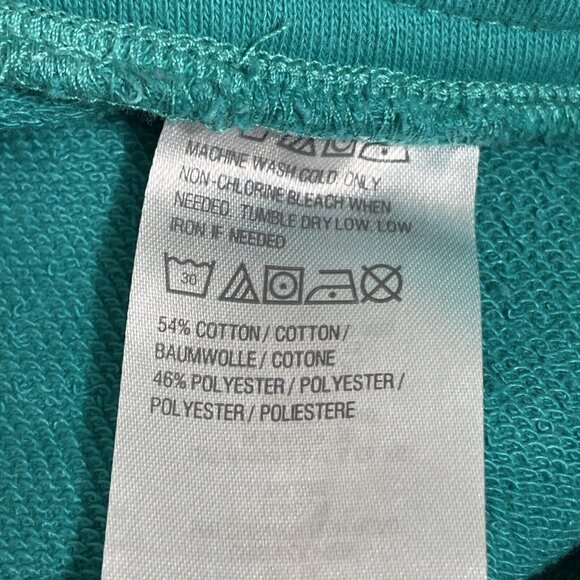 MACHINE WASH COLD. ONLY
NON-CHLORINE BLEACH WHEN
NEEDED. TUMBLE DRY LOW. LOW
IRON IF NEEDED
30
54% COTTON / COTTON /
BAUMWOLLE / COTONE
46% POLYESTER / POLYESTER /
POLYESTER / POLIESTERE